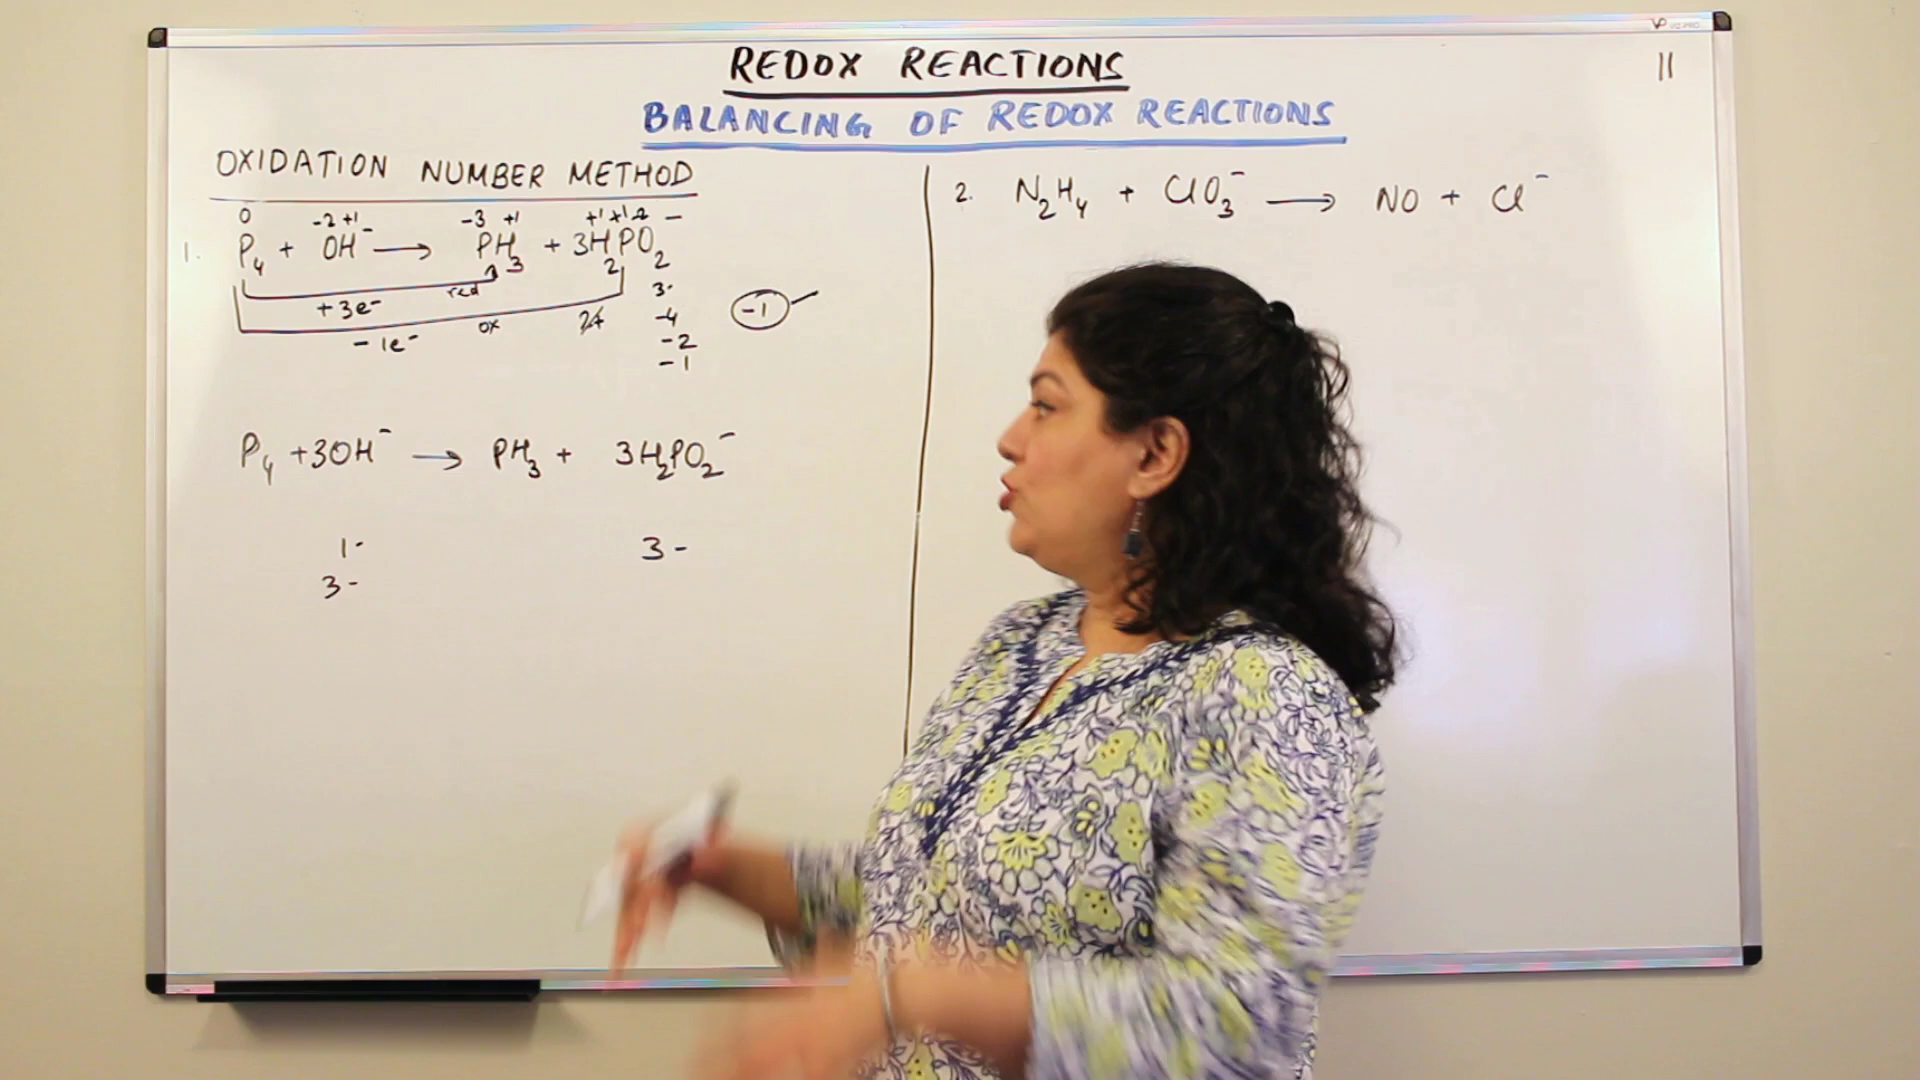 REDOX REACTIONS
11
BALANCING OF REDOX REACTIONS
OXIDATION NUMBER METHOD
0 -2 +1 -3 +1 +1 +1 -2
1. P₄ + OH⁻ → PH₃ + 3H₂PO₂⁻
red
+3e⁻
ox
-1e⁻
3-
-4
-2
-1
-1
P₄ + 3OH⁻ → PH₃ + 3H₂PO₂⁻
1- 3-
3-
2. N₂H₄ + ClO₃⁻ → NO + Cl⁻